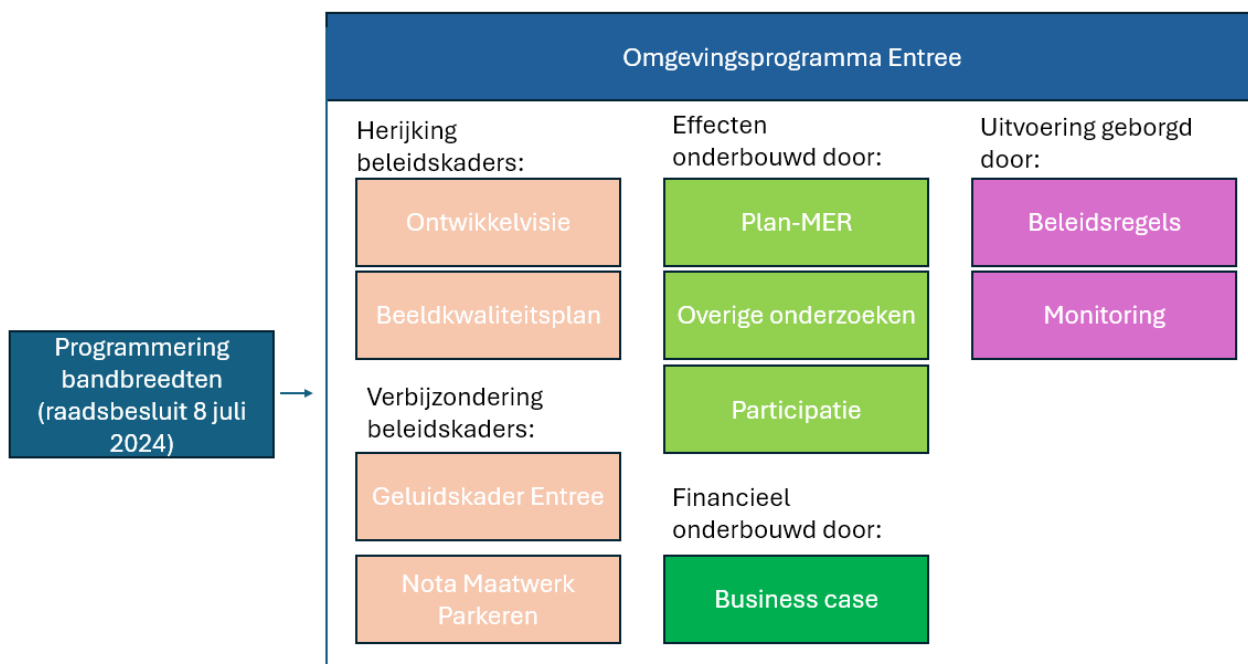 Omgevingsprogramma Entree
Programmering
bandbreedten
(raadsbesluit 8 juli
2024)
Herijking
beleidskaders:
Ontwikkelvisie
Beeldkwaliteitsplan
Verbijzondering
beleidskaders:
Geluidskader Entree
Nota Maatwerk
Parkeren
Effecten
onderbouwd door:
Plan-MER
Overige onderzoeken
Participatie
Financieel
onderbouwd door:
Business case
Uitvoering geborgd
door:
Beleidsregels
Monitoring